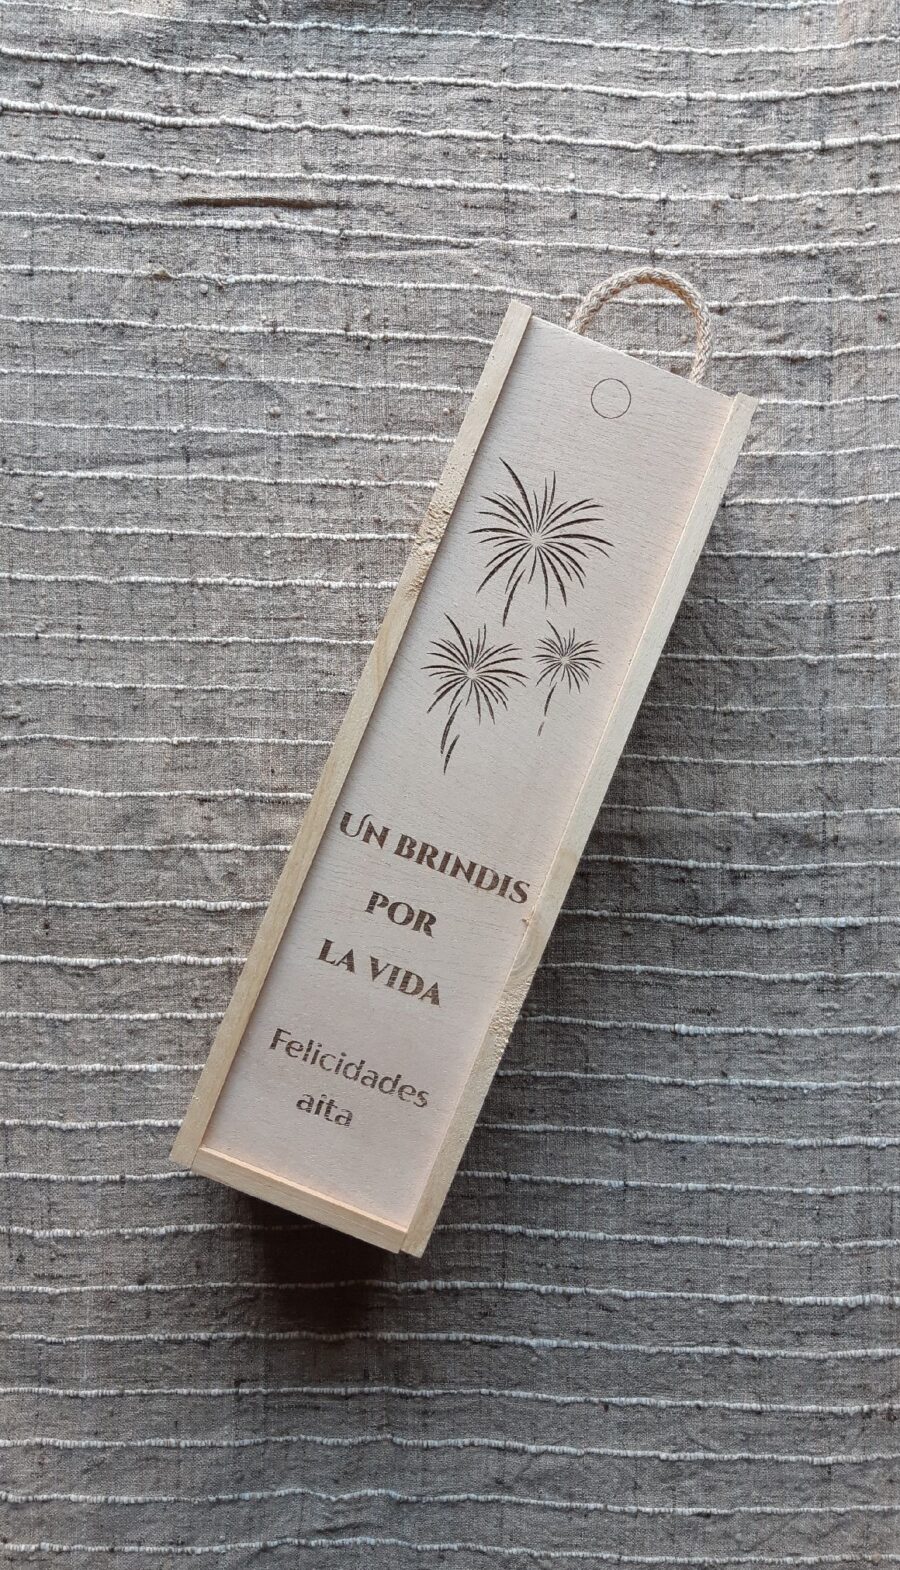 Un brindis
por
la vida
Felicidades
aita